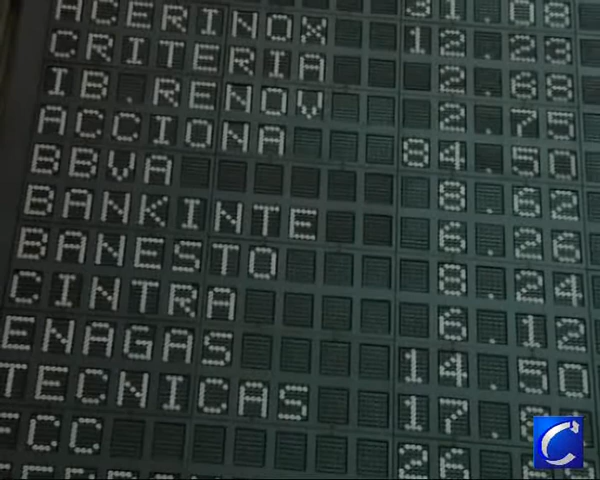 31.08
ACERINOX 12.23
CRITERIA 2.68
IB.RENOV 2.75
ACCIONA 84.50
BBVA 8.62
BANKINTE 6.26
BANESTO 8.24
CINTRA 6.12
ENAGAS 14.50
TECNICAS
FCC